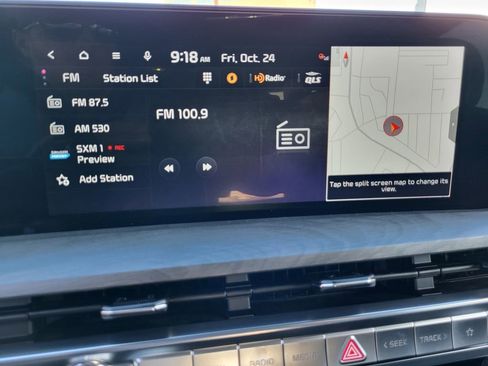 9:18 AM Fri, Oct. 24
FM Station List HD Radio QLS
FM 87.5
AM 530
SXM 1 REC
Preview
Add Station
FM 100.9
Tap the split screen map to change its
view.
RADIO MEDIA < SEEK TRACK >